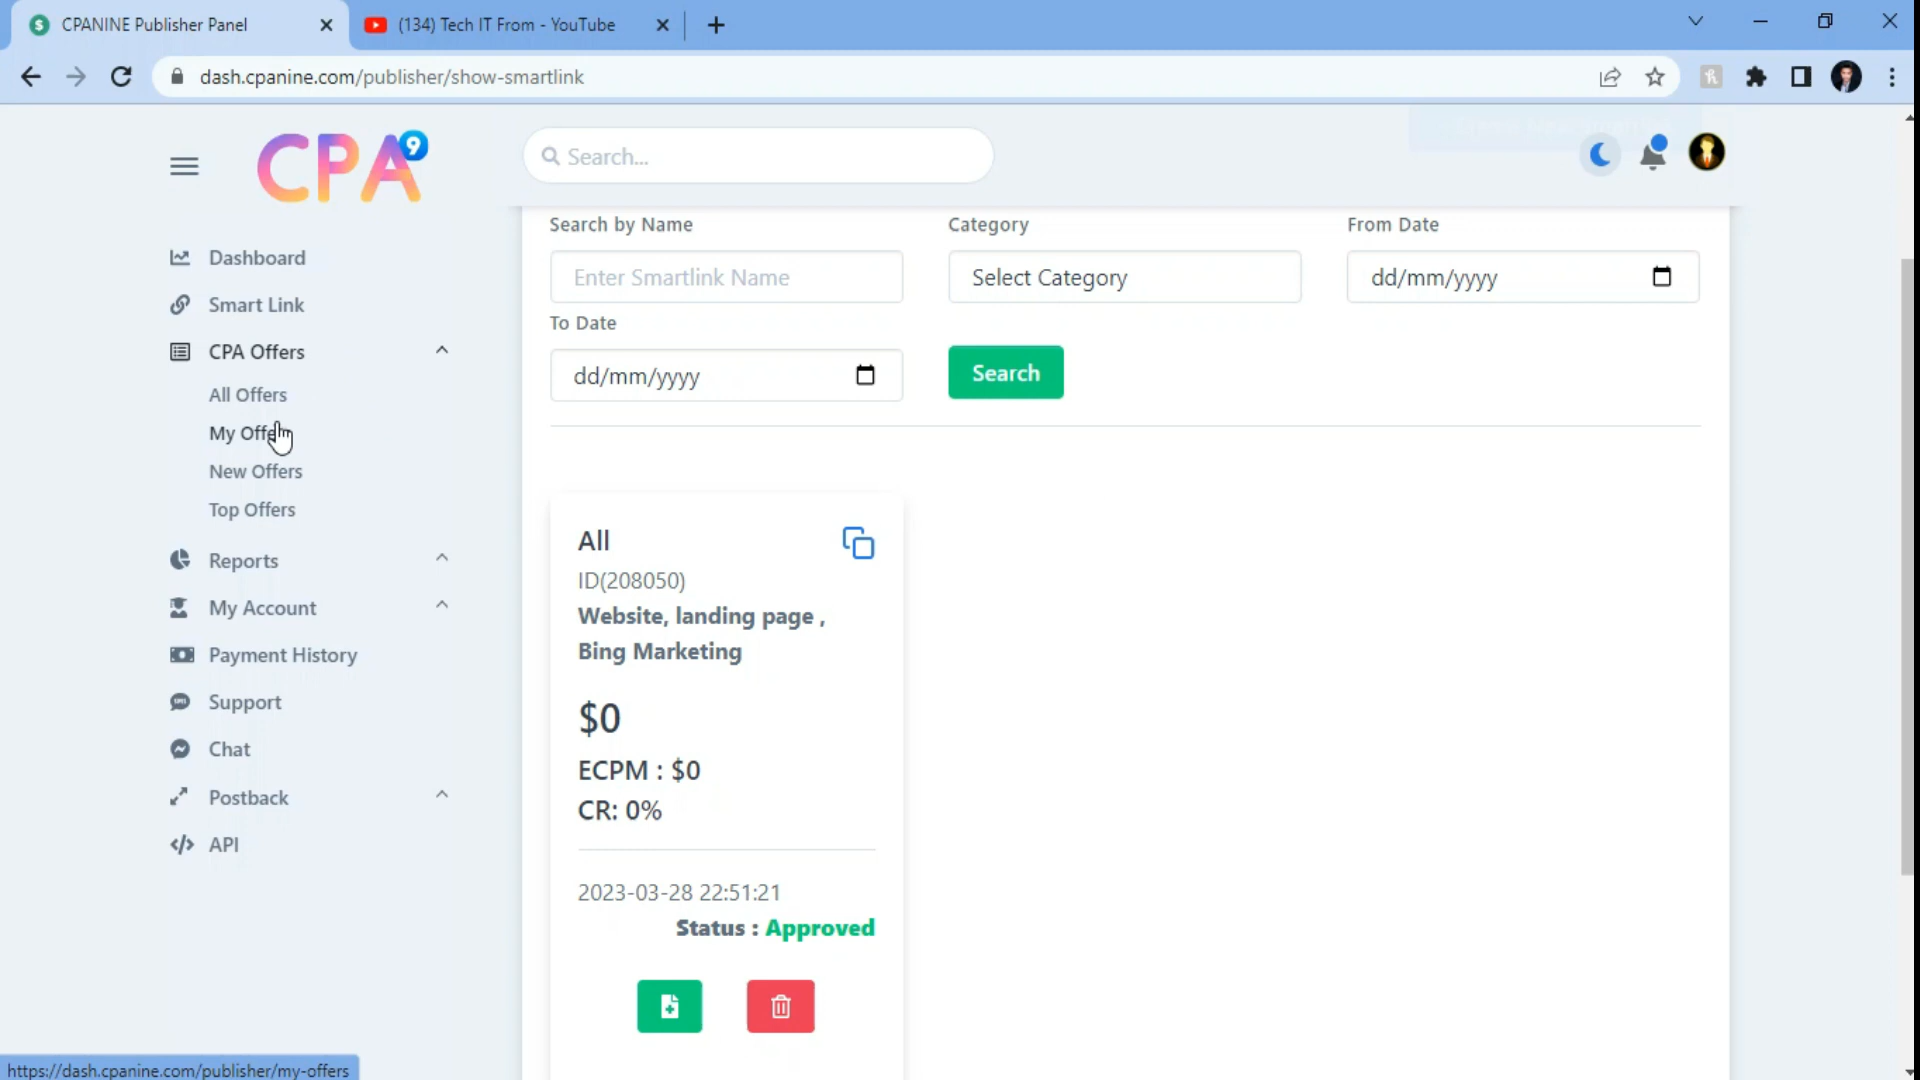 CPANINE Publisher Panel
(134) Tech IT From - YouTube
dash.cpanine.com/publisher/show-smartlink
CPA9
Search...
Dashboard
Smart Link
CPA Offers
All Offers
My Offe
New Offers
Top Offers
Reports
My Account
Payment History
Support
Chat
Postback
API
Search by Name
Category
From Date
Enter Smartlink Name
Select Category
dd/mm/yyyy
To Date
dd/mm/yyyy
Search
All
ID(208050)
Website, landing page ,
Bing Marketing
$0
ECPM : $0
CR: 0%
2023-03-28 22:51:21
Status : Approved
https://dash.cpanine.com/publisher/my-offers